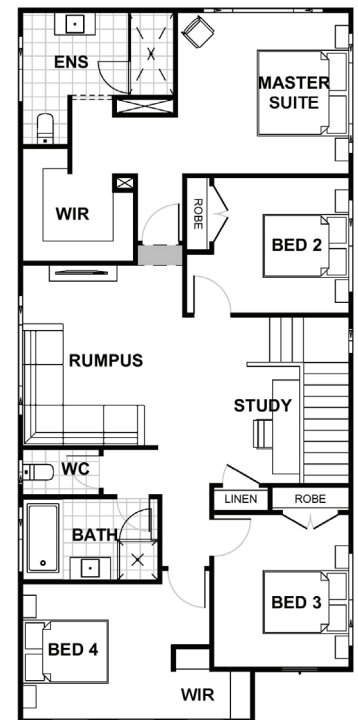 ENS
MASTER
SUITE
WIR
ROBE
BED 2
RUMPUS
STUDY
WC
LINEN
ROBE
BATH
BED 3
BED 4
WIR